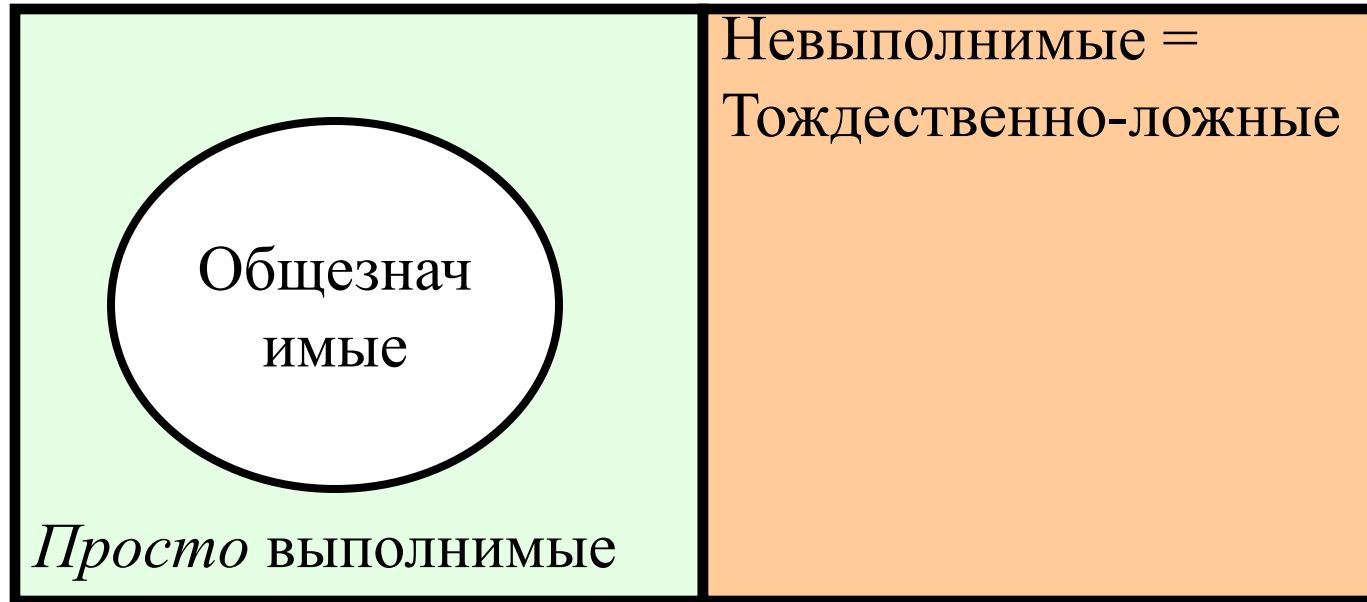 Невыполнимые =
Тождественно-ложные
Общезнач
имые
Просто выполнимые